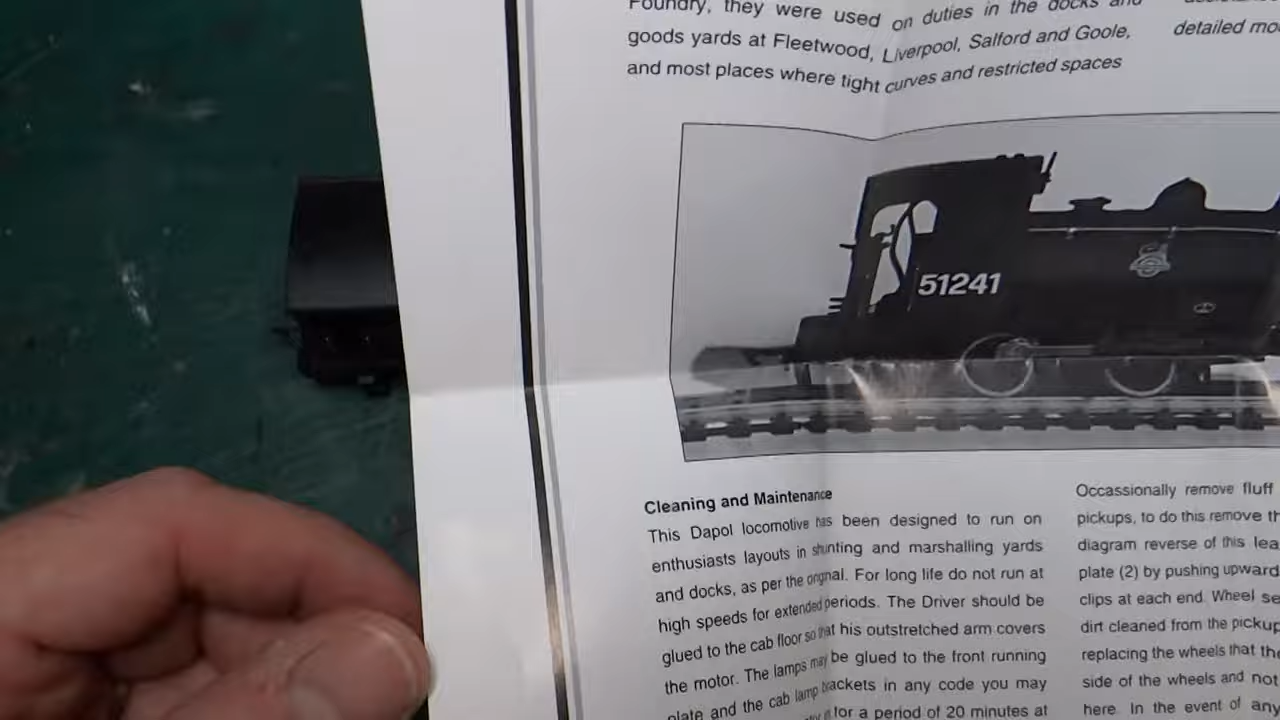 Foundry, they were used on duties in the docks and
goods yards at Fleetwood, Liverpool, Salford and Goole,
and most places where tight curves and restricted spaces
detailed
51241
Cleaning and Maintenance
This Dapol locomotive has been designed to run on
enthusiasts layouts in shunting and marshalling yards
and docks, as per the orignal. For long life do not run at
high speeds for extended periods. The Driver should be
glued to the cab floor so that his outstretched arm covers
the motor. The lamps may be glued to the front running
plate and the cab lamp brackets in any code you may
for a period of 20 minutes at
Occassionally remove fluff
pickups, to do this remove
diagram reverse of this
plate (2) by pushing upward
clips at each end. Wheel
dirt cleaned from the
replacing the wheels that
side of the wheels and not
here. In the event of any